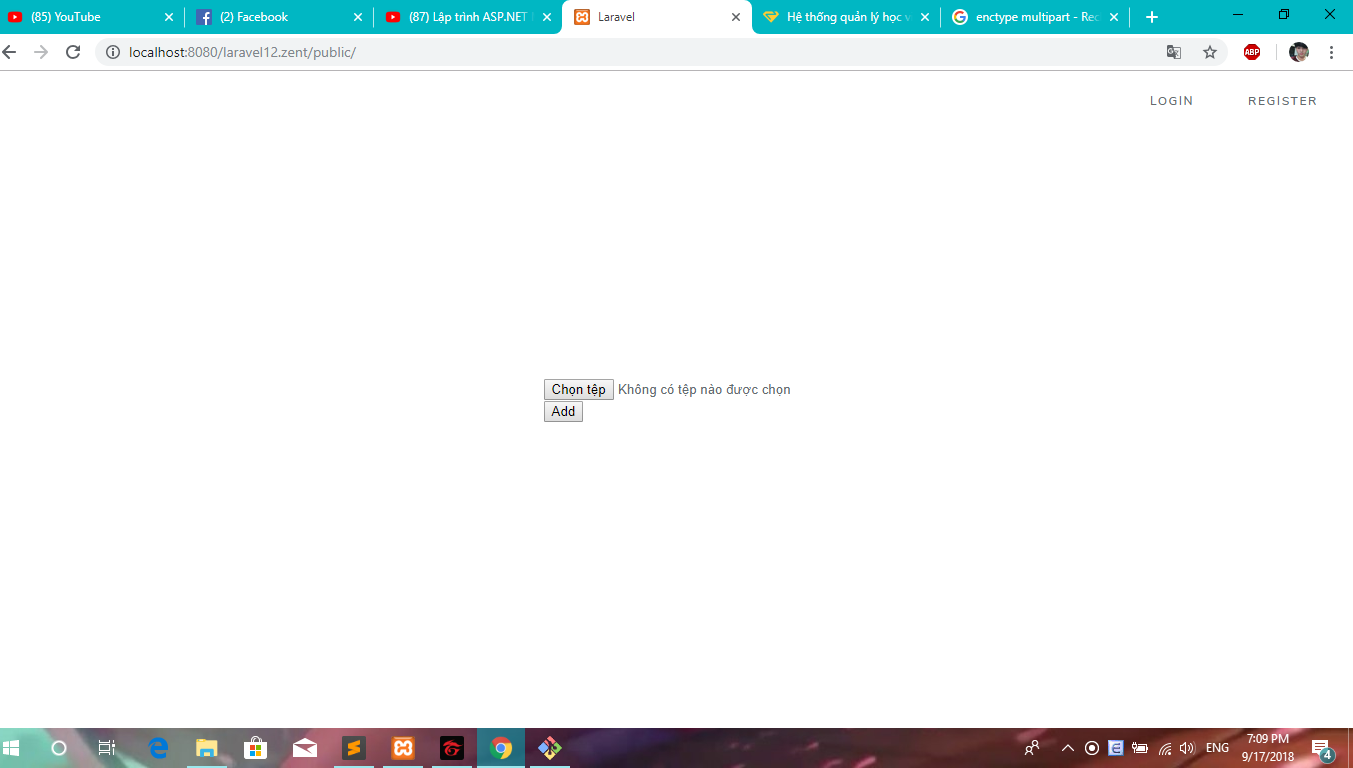 (85) YouTube
(2) Facebook
(87) Lập trình ASP.NET
Laravel
Hệ thống quản lý học v
enctype multipart - Rec
localhost:8080/laravel12.zent/public/
ABP
LOGIN
REGISTER
Chọn tệp Không có tệp nào được chọn
Add
ENG
7:09 PM
9/17/2018
4